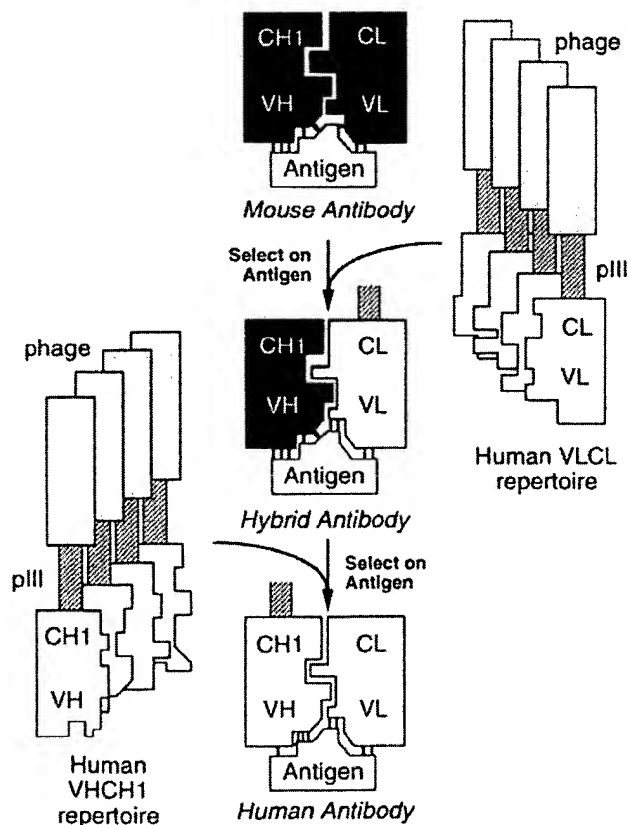 CH1 CL
VH VL
Antigen
Mouse Antibody
phage
pIII
CL
VL
Human VLCL
repertoire
Select on
Antigen
CH1 CL
VH VL
Antigen
Hybrid Antibody
phage
pIII
CH1
VH
Human
VHCH1
repertoire
Select on
Antigen
CH1 CL
VH VL
Antigen
Human Antibody